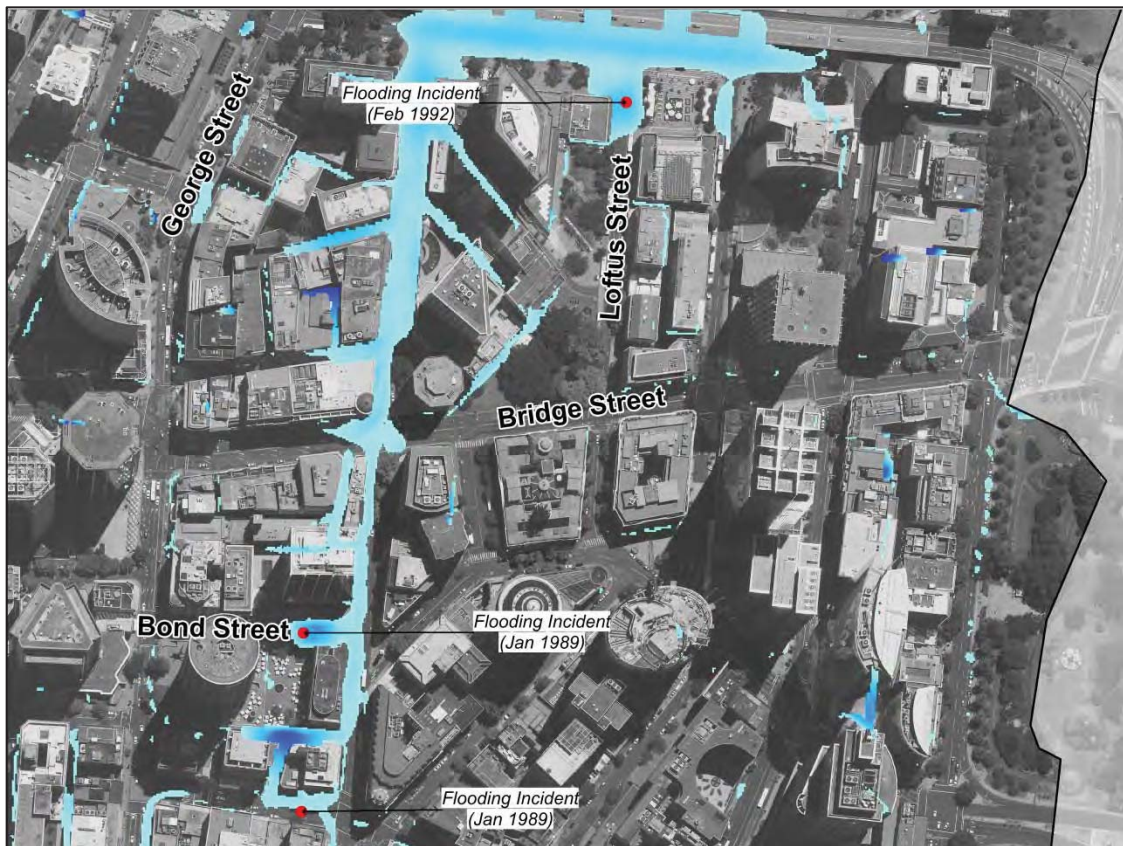 Flooding Incident
(Feb 1992)
George Street
Loftus Street
Bridge Street
Bond Street
Flooding Incident
(Jan 1989)
Flooding Incident
(Jan 1989)